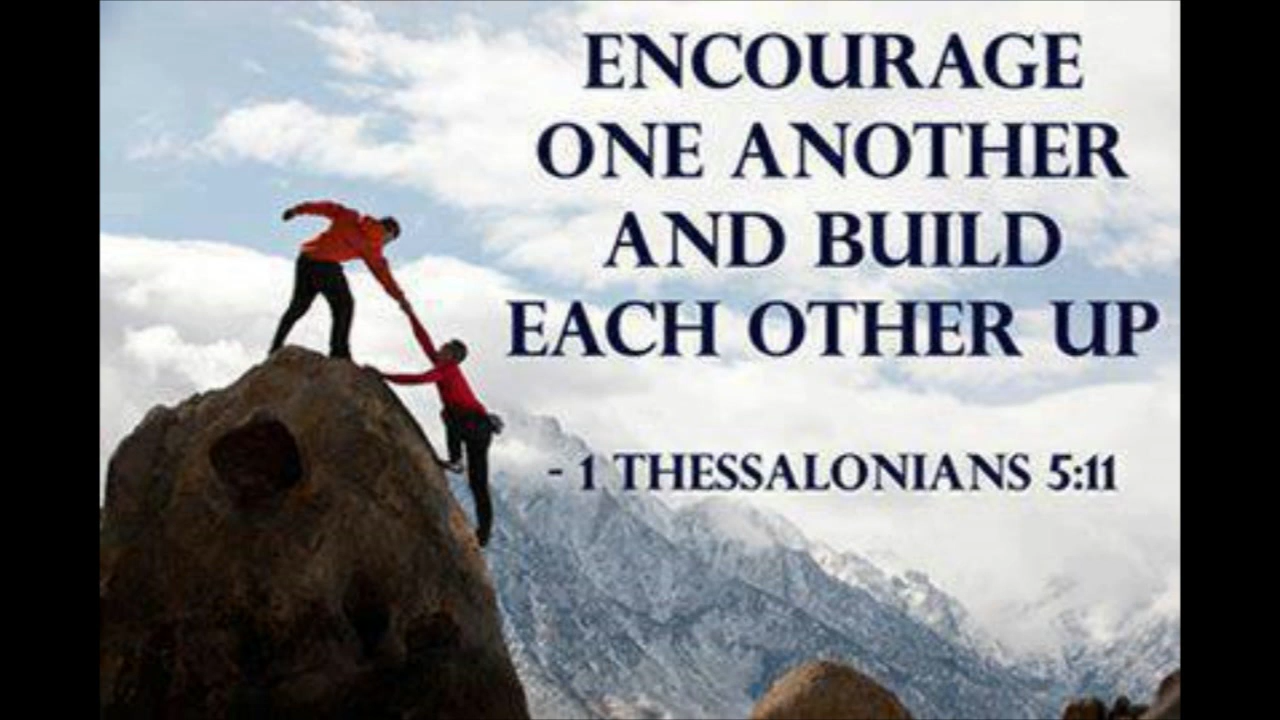 ENCOURAGE
ONE ANOTHER
AND BUILD
EACH OTHER UP
- 1 THESSALONIANS 5:11